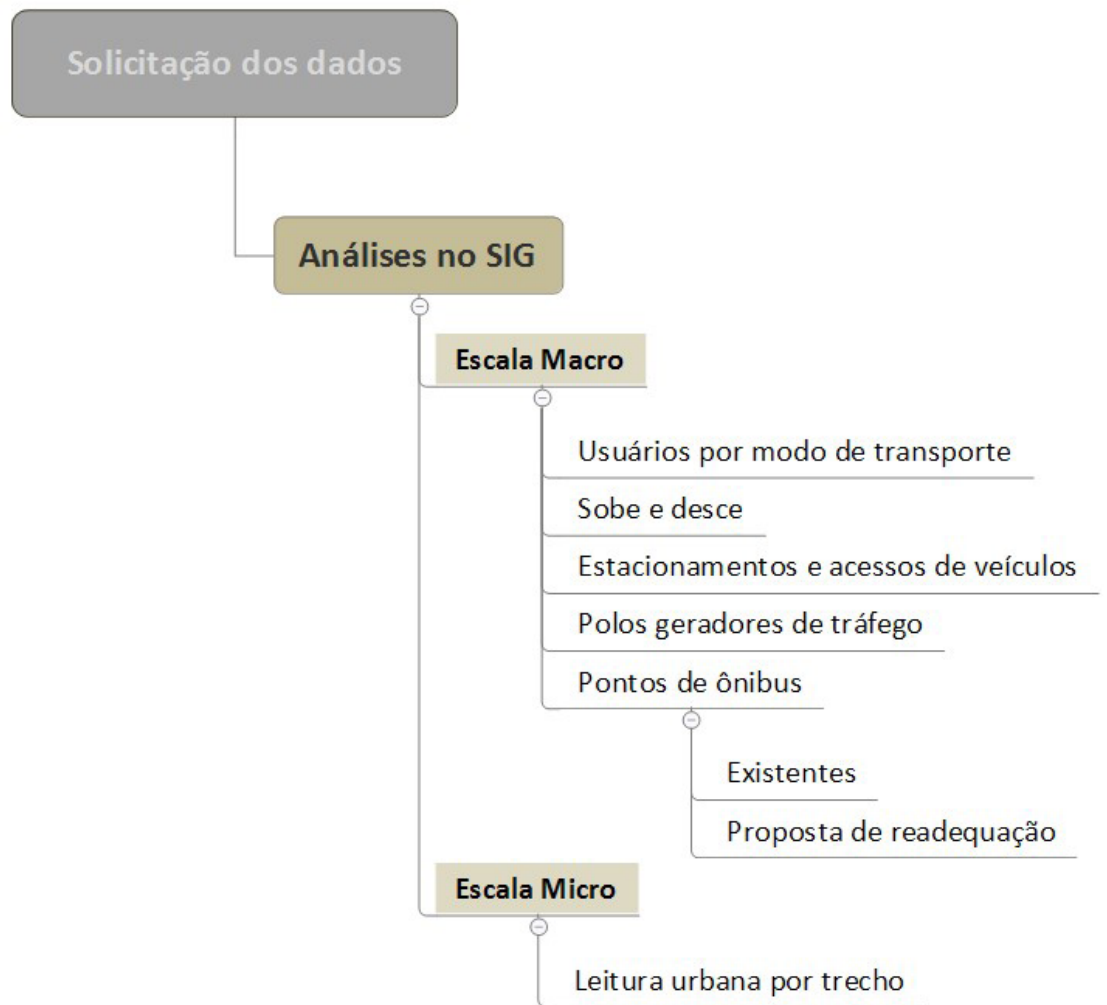 Solicitação dos dados
Análises no SIG
Escala Macro
Usuários por modo de transporte
Sobe e desce
Estacionamentos e acessos de veículos
Polos geradores de tráfego
Pontos de ônibus
Existentes
Proposta de readequação
Escala Micro
Leitura urbana por trecho